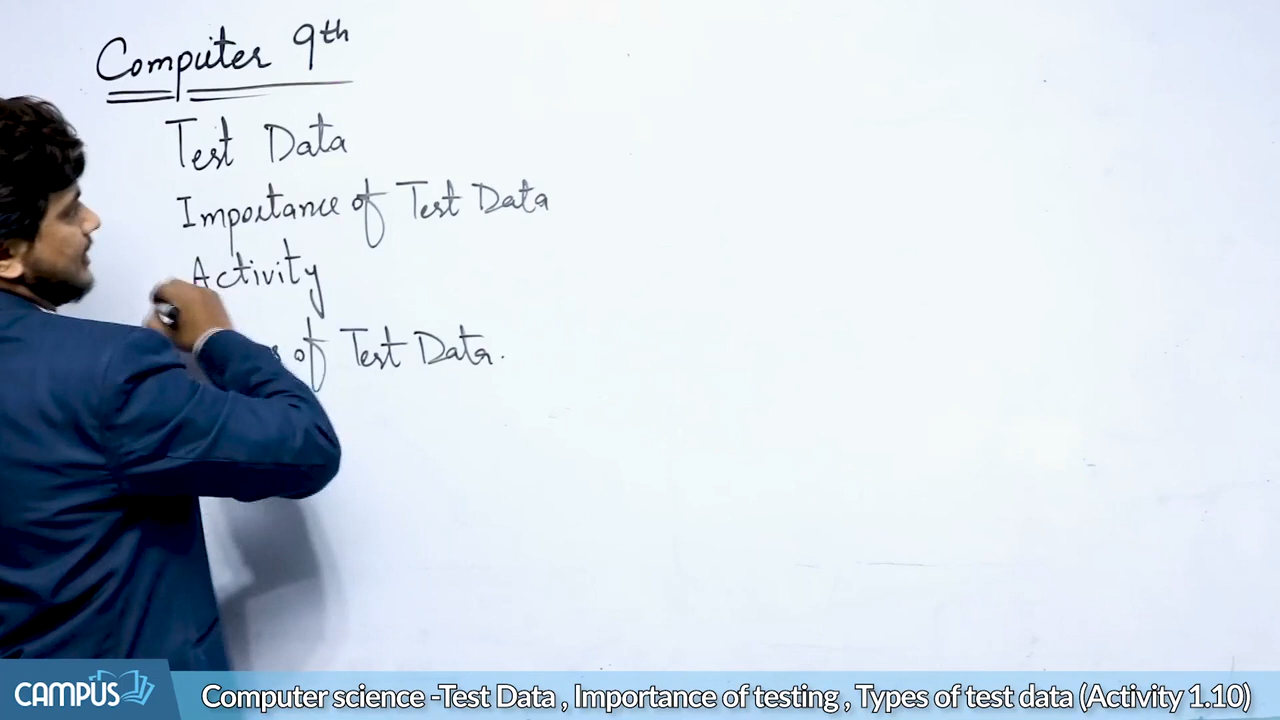 Computer 9th
Test Data
Importance of Test Data
Activity
of Test Data.
CAMPUS
Computer science -Test Data , Importance of testing , Types of test data (Activity 1.10)